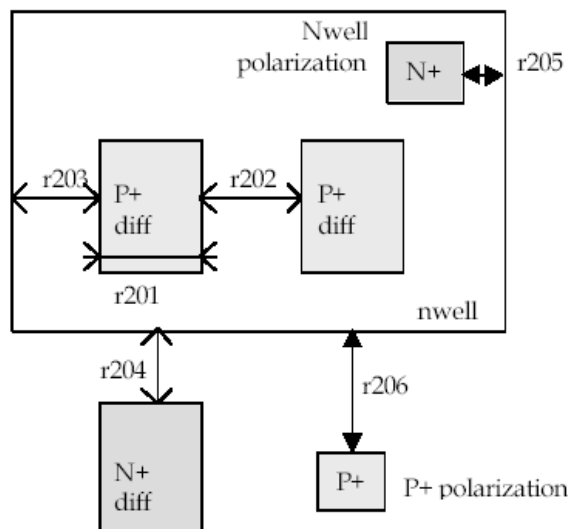 Nwell
polarization
N+
r205
r203
P+
diff
r202
P+
diff
r201
nwell
r204
r206
N+
diff
P+
P+ polarization